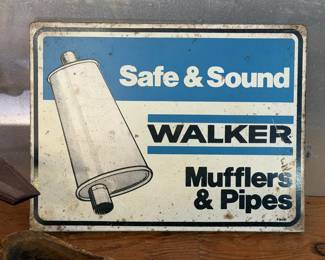 Safe & Sound
WALKER
Mufflers
& Pipes